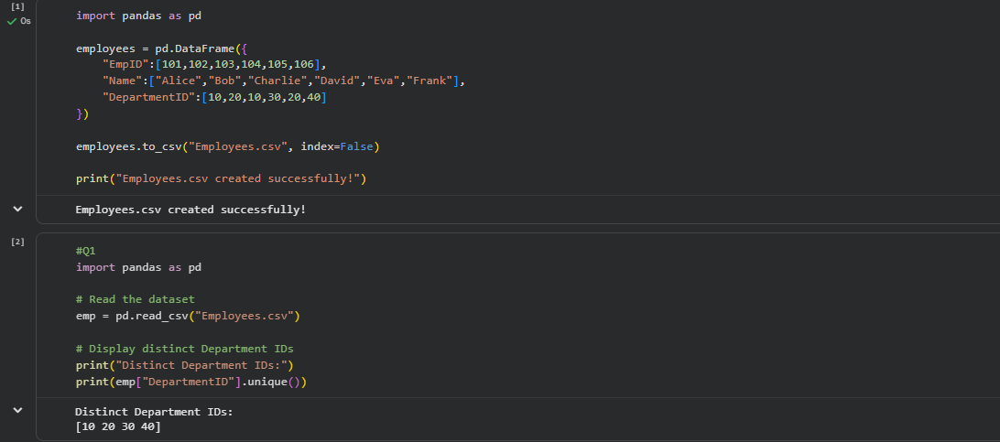 [1]
0s
import pandas as pd
employees = pd.DataFrame({
    "EmpID":[101,102,103,104,105,106],
    "Name":["Alice","Bob","Charlie","David","Eva","Frank"],
    "DepartmentID":[10,20,10,30,20,40]
})
employees.to_csv("Employees.csv", index=False)
print("Employees.csv created successfully!")
Employees.csv created successfully!
[2]
#Q1
import pandas as pd
# Read the dataset
emp = pd.read_csv("Employees.csv")
# Display distinct Department IDs
print("Distinct Department IDs:")
print(emp["DepartmentID"].unique())
Distinct Department IDs:
[10 20 30 40]